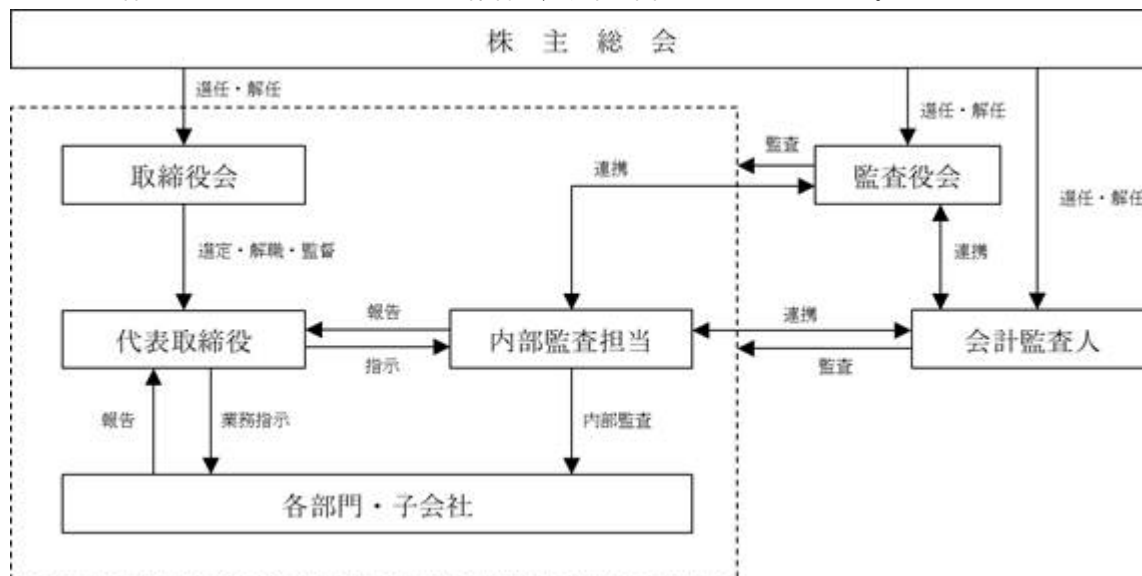 株主総会
選任・解任
選任・解任
監査
取締役会
連携
監査役会
選任・解任
選定・解職・監督
連携
報告
連携
代表取締役
内部監査担当
会計監査人
指示
監査
報告
業務指示
内部監査
各部門・子会社